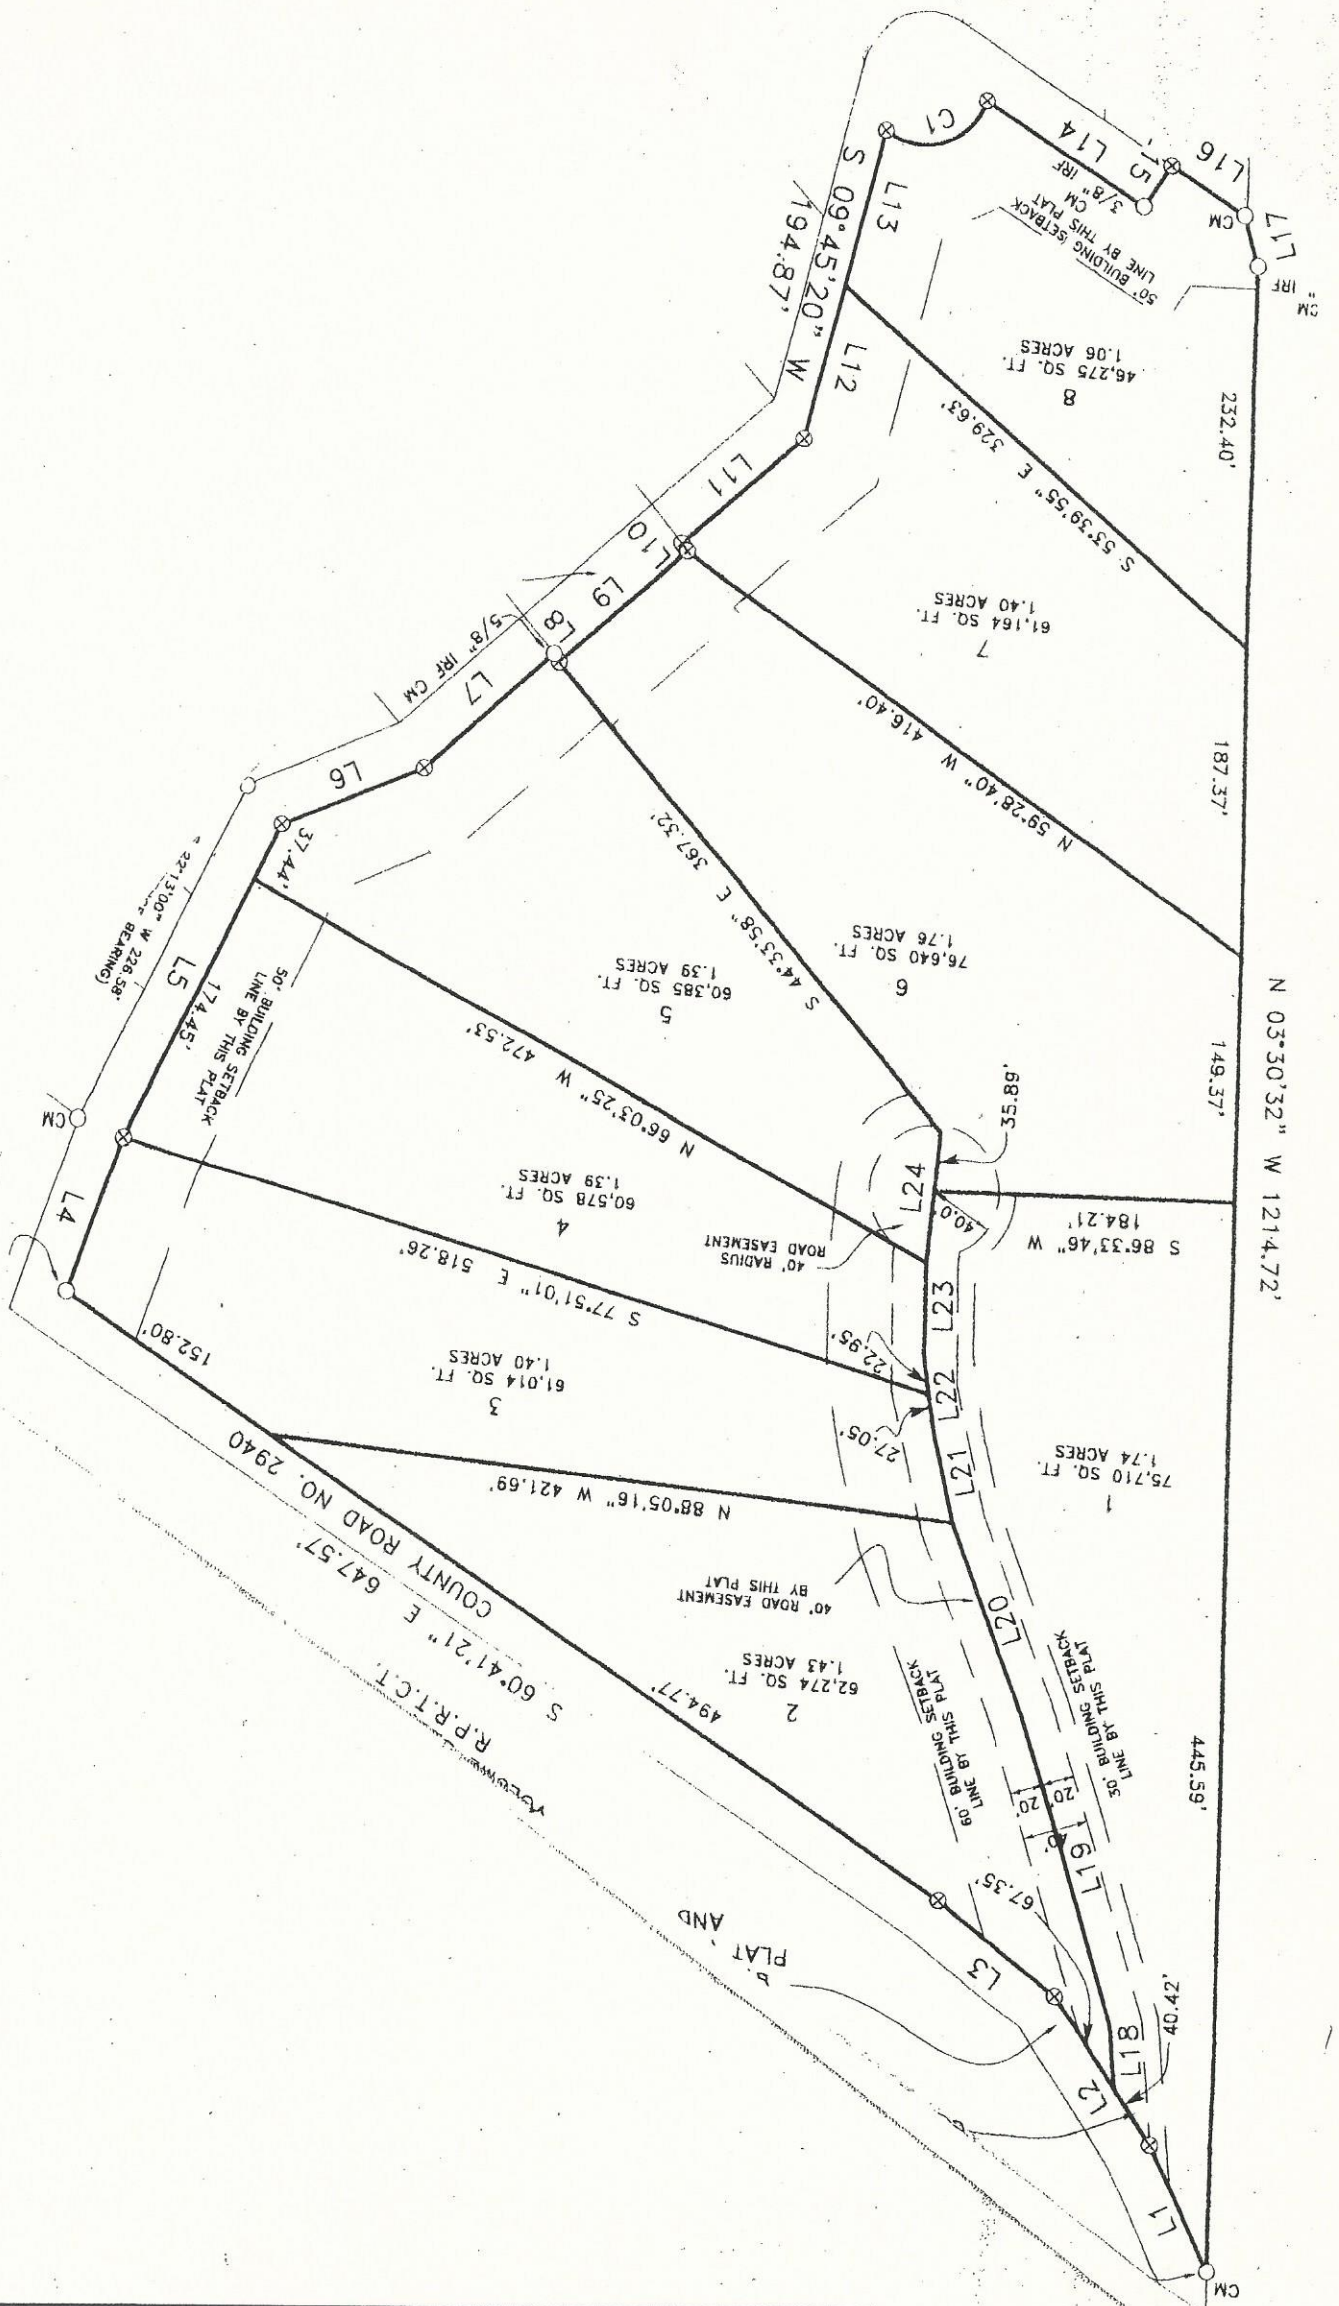 L16
L17
CM
CM
" IRF
L14
15
3/8" IRF
CM
C1
L13
S 09°45'20" W
194.87'
L12
50' BUILDING SETBACK
LINE BY THIS PLAT
8
46,275 SQ. FT.
1.06 ACRES
232.40'
S 53°39'55" E 329.63'
L11
L10
L9
L8
5/8" IRF CM
L7
7
61,164 SQ. FT.
1.40 ACRES
187.37'
N 59°28'40" W 416.40'
L6
37.44'
6
76,640 SQ. FT.
1.76 ACRES
S 44°33'58" E 367.32'
N 03°30'32" W 1214.72'
149.37'
35.89'
5
60,385 SQ. FT.
1.39 ACRES
N 66°03'25" W 472.53'
22°13'00" W 226.58'
BEARING)
L5
174.45'
50' BUILDING SETBACK
LINE BY THIS PLAT
CM
L4
4
60,578 SQ. FT.
1.39 ACRES
40' RADIUS
ROAD EASEMENT
L24
40.0'
S 86°33'46" W
184.21'
L23
S 77°51'01" E 518.26'
22.95'
L22
27.05'
L21
152.80'
3
61,014 SQ. FT.
1.40 ACRES
N 88°05'16" W 421.69'
1
75,710 SQ. FT.
1.74 ACRES
40' ROAD EASEMENT
BY THIS PLAT
L20
COUNTY ROAD NO. 2940
S 60°41'21" E 647.57'
R.P.R.T.C.T.
VOLUME
2
62,274 SQ. FT.
1.43 ACRES
494.77'
60' BUILDING SETBACK
LINE BY THIS PLAT
30' BUILDING SETBACK
LINE BY THIS PLAT
20'
20'
445.59'
L19
67.35'
PLAT AND
L3
L18
40.42'
L2
L1
CM